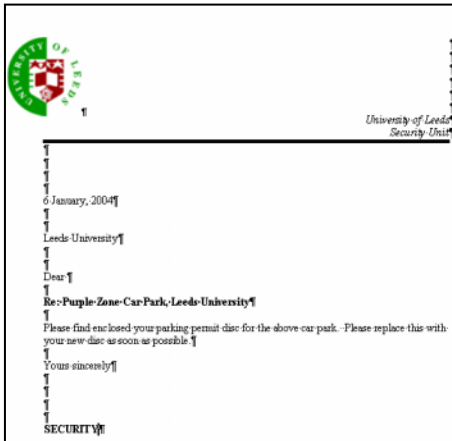 UNIVERSITY OF LEEDS
University of Leeds
Security Unit
6 January, 2004
Leeds University
Dear
Re: Purple Zone Car Park, Leeds University
Please find enclosed your parking permit disc for the above car park. Please replace this with
your new disc as soon as possible.
Yours sincerely
SECURITY